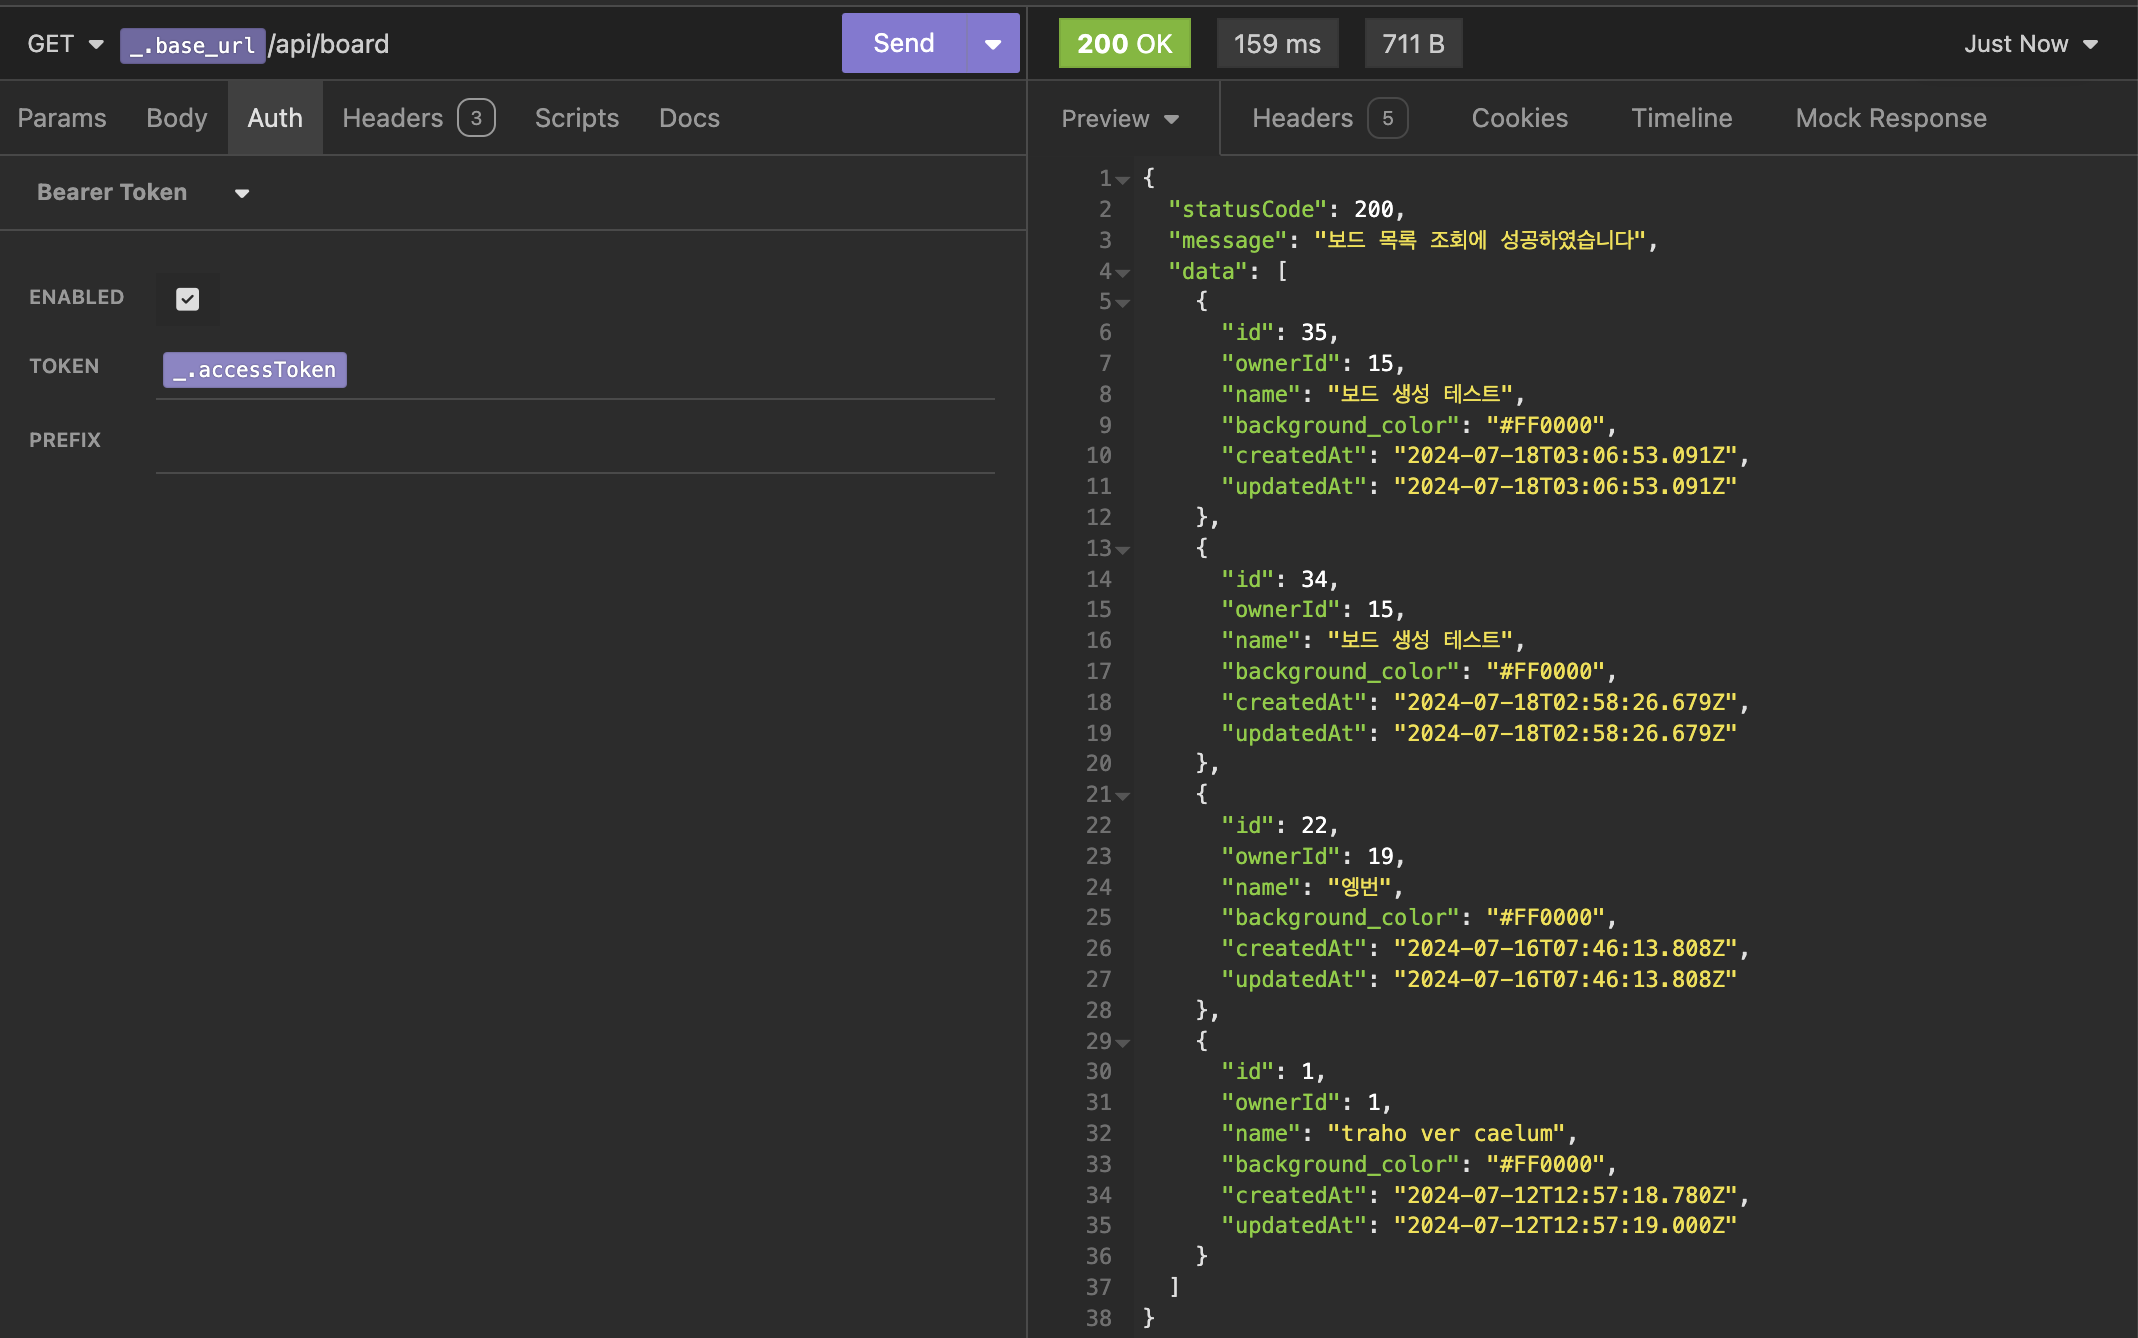 GET _.base_url/api/board Send
Params Body Auth Headers 3 Scripts Docs
Bearer Token
ENABLED
TOKEN _.accessToken
PREFIX
200 OK 159 ms 711 B Just Now
Preview Headers 5 Cookies Timeline Mock Response
1 {
2 "statusCode": 200,
3 "message": "보드 목록 조회에 성공하였습니다",
4 "data": [
5 {
6 "id": 35,
7 "ownerId": 15,
8 "name": "보드 생성 테스트",
9 "background_color": "#FF0000",
10 "createdAt": "2024-07-18T03:06:53.091Z",
11 "updatedAt": "2024-07-18T03:06:53.091Z"
12 },
13 {
14 "id": 34,
15 "ownerId": 15,
16 "name": "보드 생성 테스트",
17 "background_color": "#FF0000",
18 "createdAt": "2024-07-18T02:58:26.679Z",
19 "updatedAt": "2024-07-18T02:58:26.679Z"
20 },
21 {
22 "id": 22,
23 "ownerId": 19,
24 "name": "엥번",
25 "background_color": "#FF0000",
26 "createdAt": "2024-07-16T07:46:13.808Z",
27 "updatedAt": "2024-07-16T07:46:13.808Z"
28 },
29 {
30 "id": 1,
31 "ownerId": 1,
32 "name": "traho ver caelum",
33 "background_color": "#FF0000",
34 "createdAt": "2024-07-12T12:57:18.780Z",
35 "updatedAt": "2024-07-12T12:57:19.000Z"
36 }
37 ]
38 }